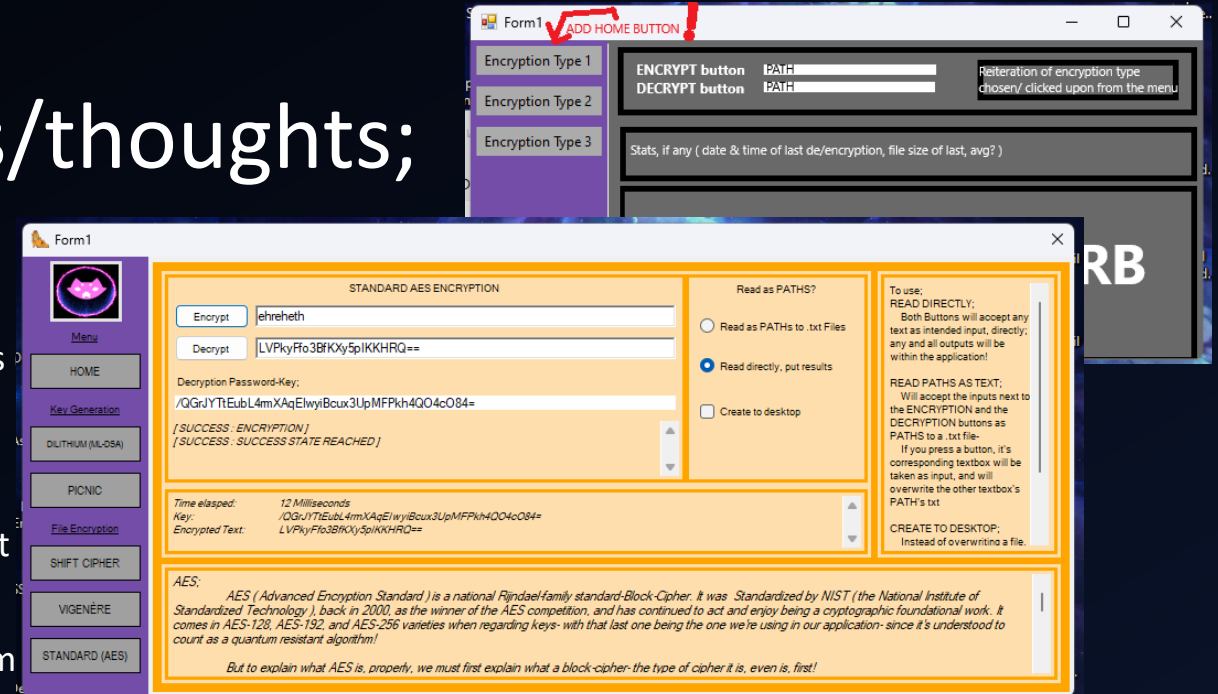 s/thoughts;
Form1
ADD HOME BUTTON
Encryption Type 1
Encryption Type 2
Encryption Type 3
ENCRYPT button PATH
DECRYPT button PATH
Reiteration of encryption type
chosen/ clicked upon from the menu
Stats, if any ( date & time of last de/encryption, file size of last, avg? )
RB
Form1
Menu
HOME
Key Generation
DILITHIUM (ML-DSA)
PICNIC
File Encryption
SHIFT CIPHER
VIGENÈRE
STANDARD (AES)
STANDARD AES ENCRYPTION
Encrypt ehreheth
Decrypt LVPkyFfo3BfKXy5pIKKHRQ==
Decryption Password-Key;
/QGrJYTtEubL4rmXAqEIwyiBcux3UpMFPkh4QO4cO84=
[ SUCCESS : ENCRYPTION ]
[ SUCCESS : SUCCESS STATE REACHED ]
Read as PATHS?
Read as PATHs to .txt Files
Read directly, put results
Create to desktop
To use;
READ DIRECTLY;
Both Buttons will accept any
text as intended input, directly;
any and all outputs will be
within the application!
READ PATHS AS TEXT;
Will accept the inputs next to
the ENCRYPTION and the
DECRYPTION buttons as
PATHS to a .txt file-
If you press a button, it's
corresponding textbox will be
taken as input, and will
overwrite the other textbox's
PATH's txt
CREATE TO DESKTOP;
Instead of overwriting a file,
Time elasped: 12 Milliseconds
Key: /QGrJYTtEubL4rmXAqEIwyiBcux3UpMFPkh4QO4cO84=
Encrypted Text: LVPkyFfo3BfKXy5pIKKHRQ==
AES;
AES ( Advanced Encryption Standard ) is a national Rijndael-family standard-Block-Cipher. It was Standardized by NIST ( the National Institute of
Standardized Technology ), back in 2000, as the winner of the AES competition, and has continued to act and enjoy being a cryptographic foundational work. It
comes in AES-128, AES-192, and AES-256 varieties when regarding keys- with that last one being the one we're using in our application- since it's understood to
count as a quantum resistant algorithm!
But to explain what AES is, properly, we must first explain what a block-cipher- the type of cipher it is, even is, first!